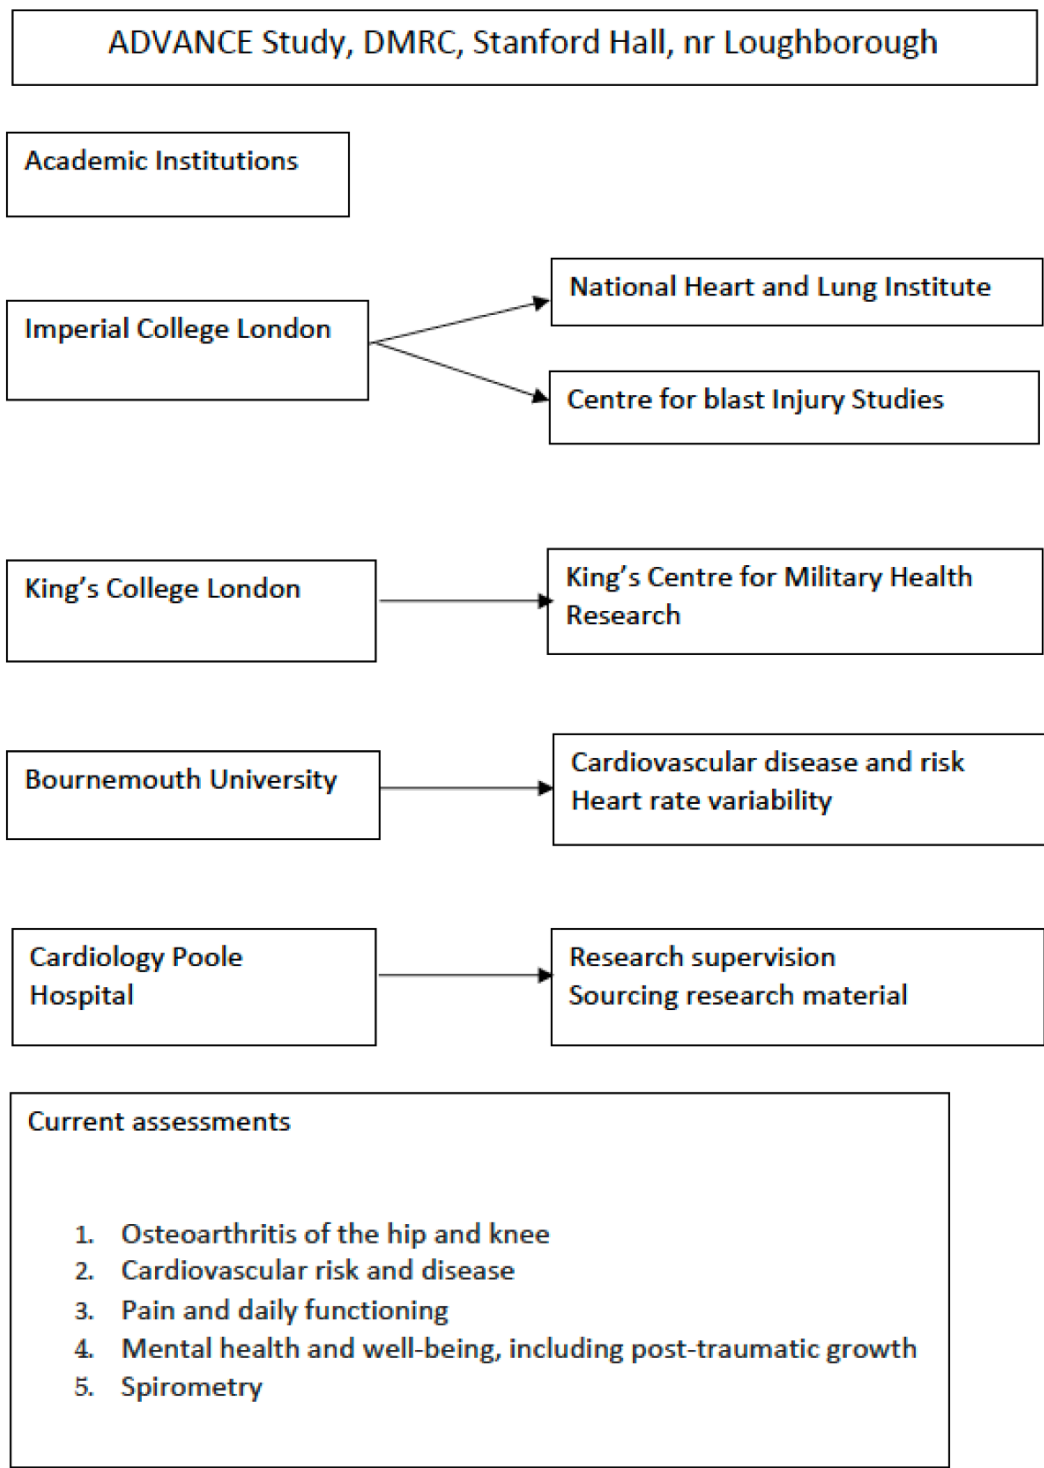 ADVANCE Study, DMRC, Stanford Hall, nr Loughborough
Academic Institutions
Imperial College London
National Heart and Lung Institute
Centre for blast Injury Studies
King's College London
King's Centre for Military Health
Research
Bournemouth University
Cardiovascular disease and risk
Heart rate variability
Cardiology Poole
Hospital
Research supervision
Sourcing research material
Current assessments
1. Osteoarthritis of the hip and knee
2. Cardiovascular risk and disease
3. Pain and daily functioning
4. Mental health and well-being, including post-traumatic growth
5. Spirometry